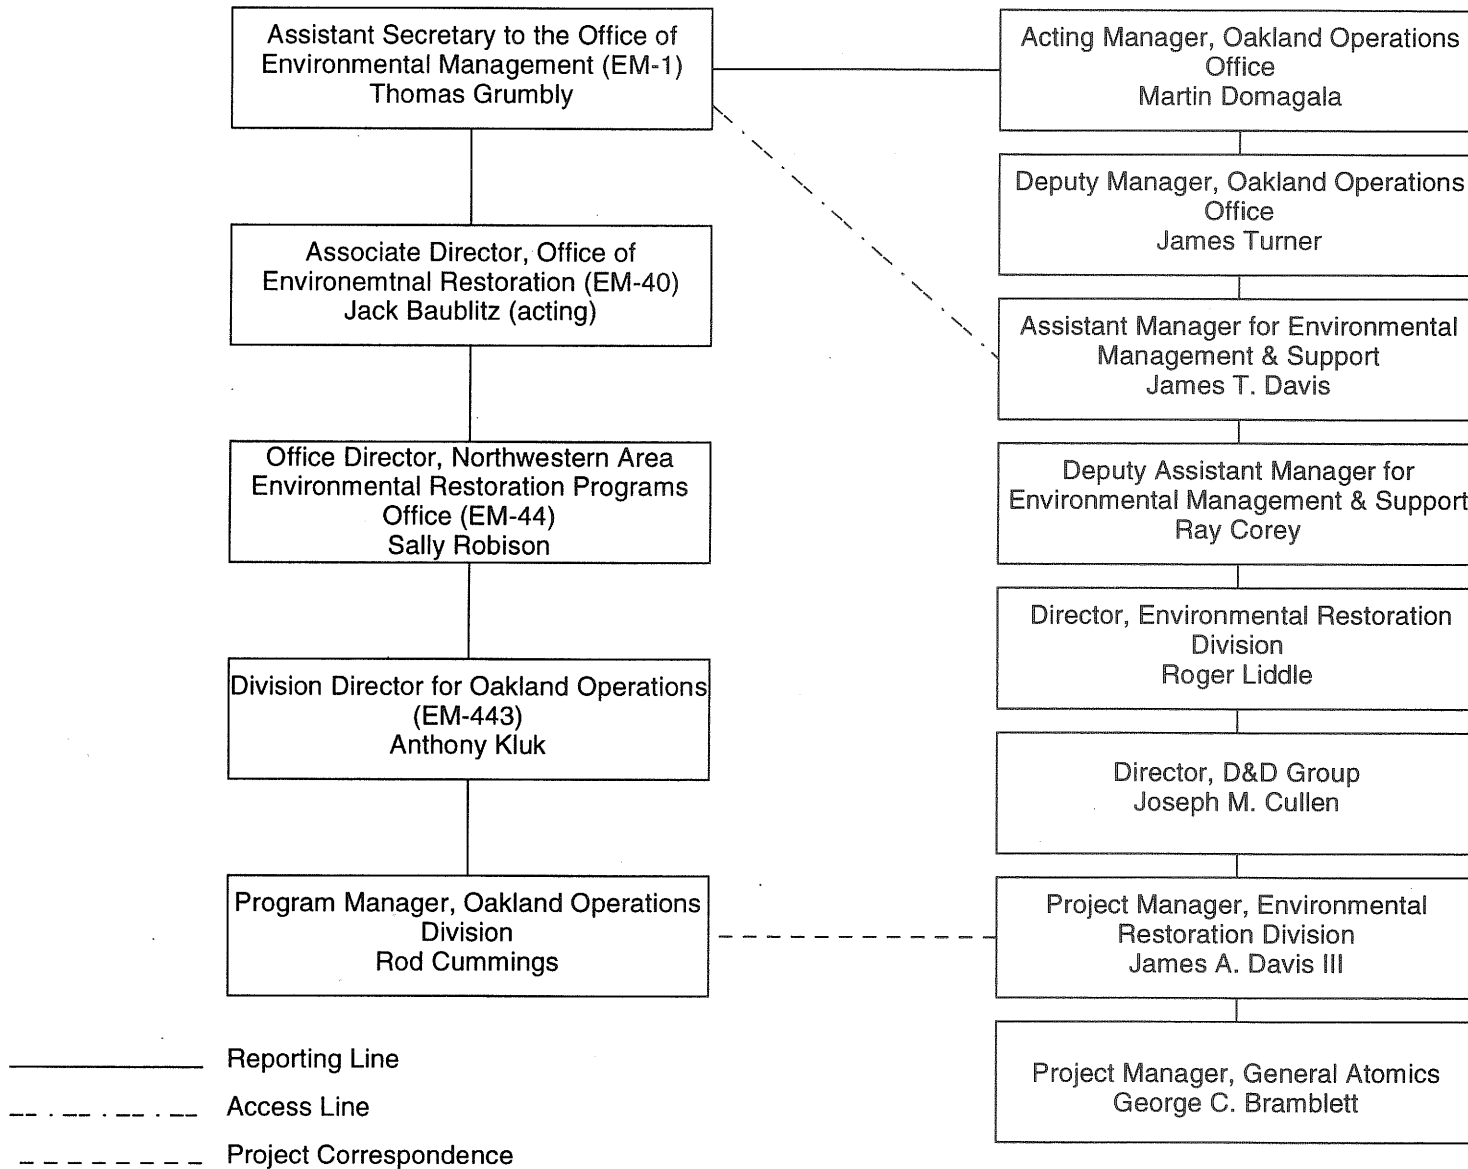 Assistant Secretary to the Office of
Environmental Management (EM-1)
Thomas Grumbly
Associate Director, Office of
Environemtnal Restoration (EM-40)
Jack Baublitz (acting)
Office Director, Northwestern Area
Environmental Restoration Programs
Office (EM-44)
Sally Robison
Division Director for Oakland Operations
(EM-443)
Anthony Kluk
Program Manager, Oakland Operations
Division
Rod Cummings
Acting Manager, Oakland Operations
Office
Martin Domagala
Deputy Manager, Oakland Operations
Office
James Turner
Assistant Manager for Environmental
Management & Support
James T. Davis
Deputy Assistant Manager for
Environmental Management & Support
Ray Corey
Director, Environmental Restoration
Division
Roger Liddle
Director, D&D Group
Joseph M. Cullen
Project Manager, Environmental
Restoration Division
James A. Davis III
Project Manager, General Atomics
George C. Bramblett
Reporting Line
Access Line
Project Correspondence